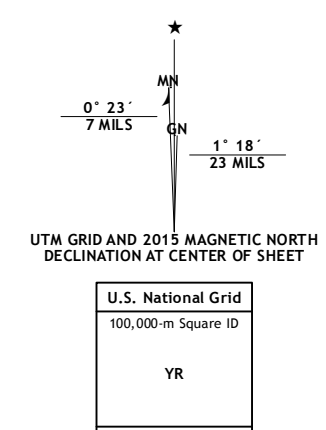 ★
MN
0° 23´
7 MILS
GN
1° 18´
23 MILS
UTM GRID AND 2015 MAGNETIC NORTH
DECLINATION AT CENTER OF SHEET
U.S. National Grid
100,000-m Square ID
YR